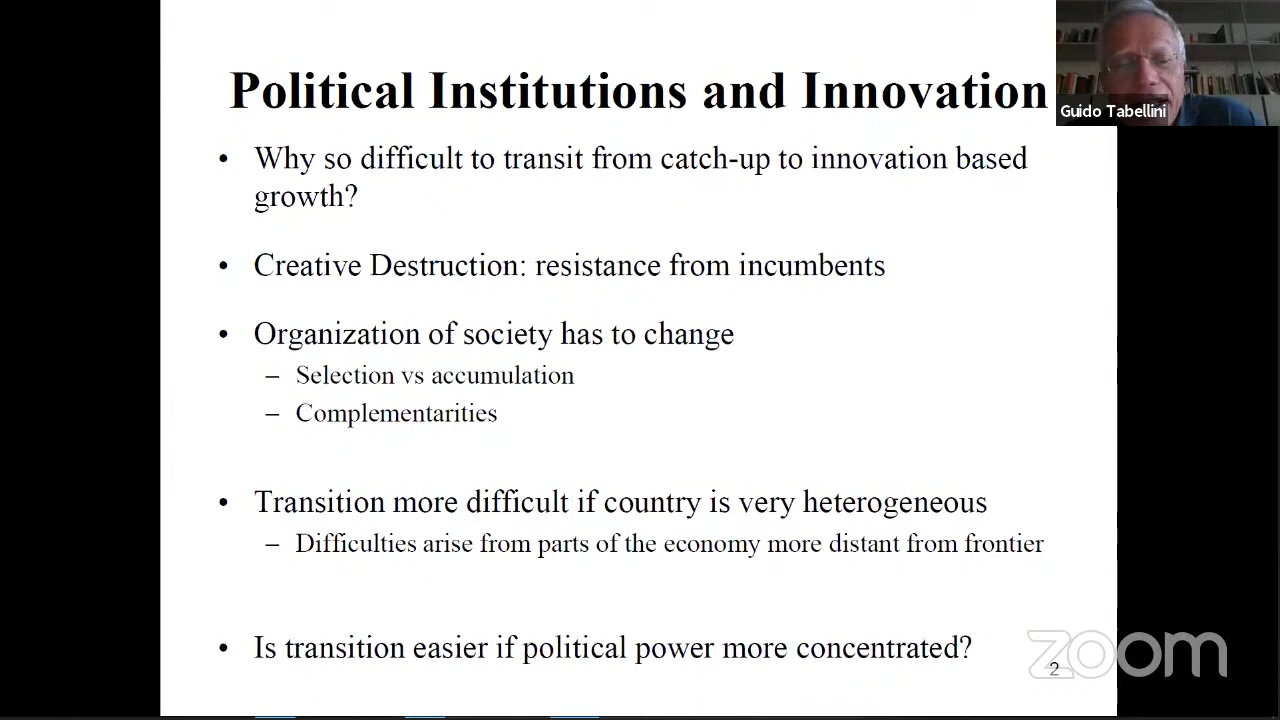 Political Institutions and Innovation
Guido Tabellini
• Why so difficult to transit from catch-up to innovation based
growth?
• Creative Destruction: resistance from incumbents
• Organization of society has to change
– Selection vs accumulation
– Complementarities
• Transition more difficult if country is very heterogeneous
– Difficulties arise from parts of the economy more distant from frontier
• Is transition easier if political power more concentrated?
zoom
2